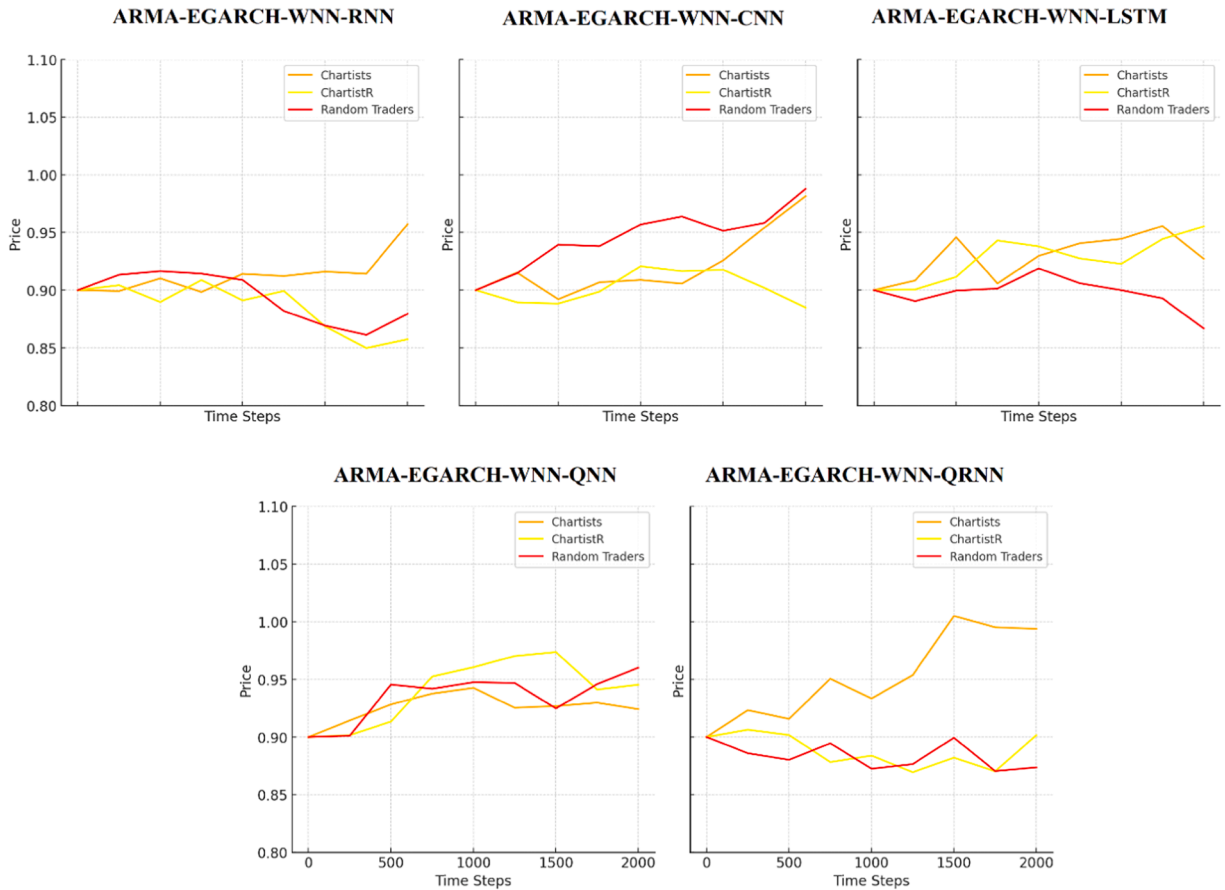 ARMA-EGARCH-WNN-RNN
ARMA-EGARCH-WNN-CNN
ARMA-EGARCH-WNN-LSTM
1.10
1.05
1.00
0.95
0.90
0.85
0.80
Price
Chartists
ChartistR
Random Traders
Time Steps
Price
Chartists
ChartistR
Random Traders
Time Steps
Price
Chartists
ChartistR
Random Traders
Time Steps
ARMA-EGARCH-WNN-QNN
ARMA-EGARCH-WNN-QRNN
1.10
1.05
1.00
0.95
0.90
0.85
0.80
Price
Chartists
ChartistR
Random Traders
0 500 1000 1500 2000
Time Steps
Price
Chartists
ChartistR
Random Traders
0 500 1000 1500 2000
Time Steps